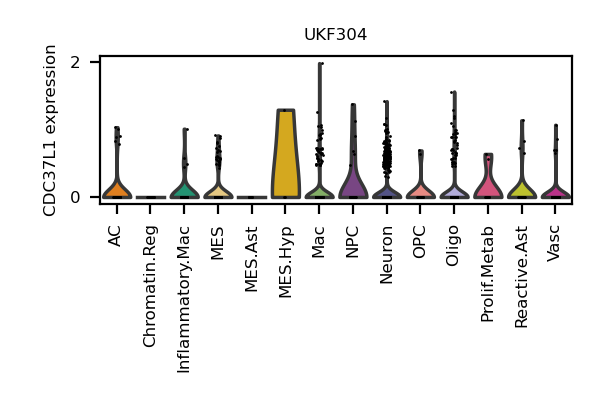 UKF304
CDC37L1 expression
2
0
AC
Chromatin.Reg
Inflammatory.Mac
MES
MES.Ast
MES.Hyp
Mac
NPC
Neuron
OPC
Oligo
Prolif.Metab
Reactive.Ast
Vasc